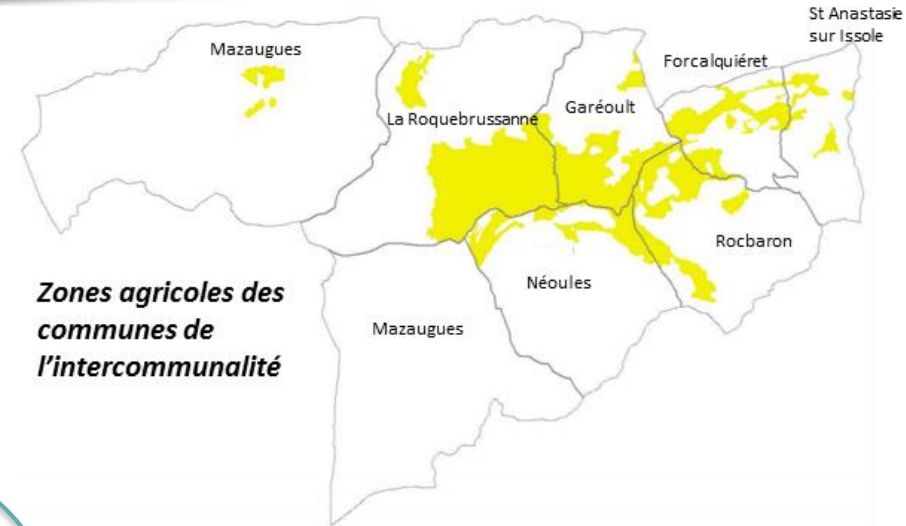 St Anastasie
sur Issole
Mazaugues
Forcalquiéret
La Roquebrussanne
Garéoult
Rocbaron
Néoules
Mazaugues
Zones agricoles des
communes de
l'intercommunalité